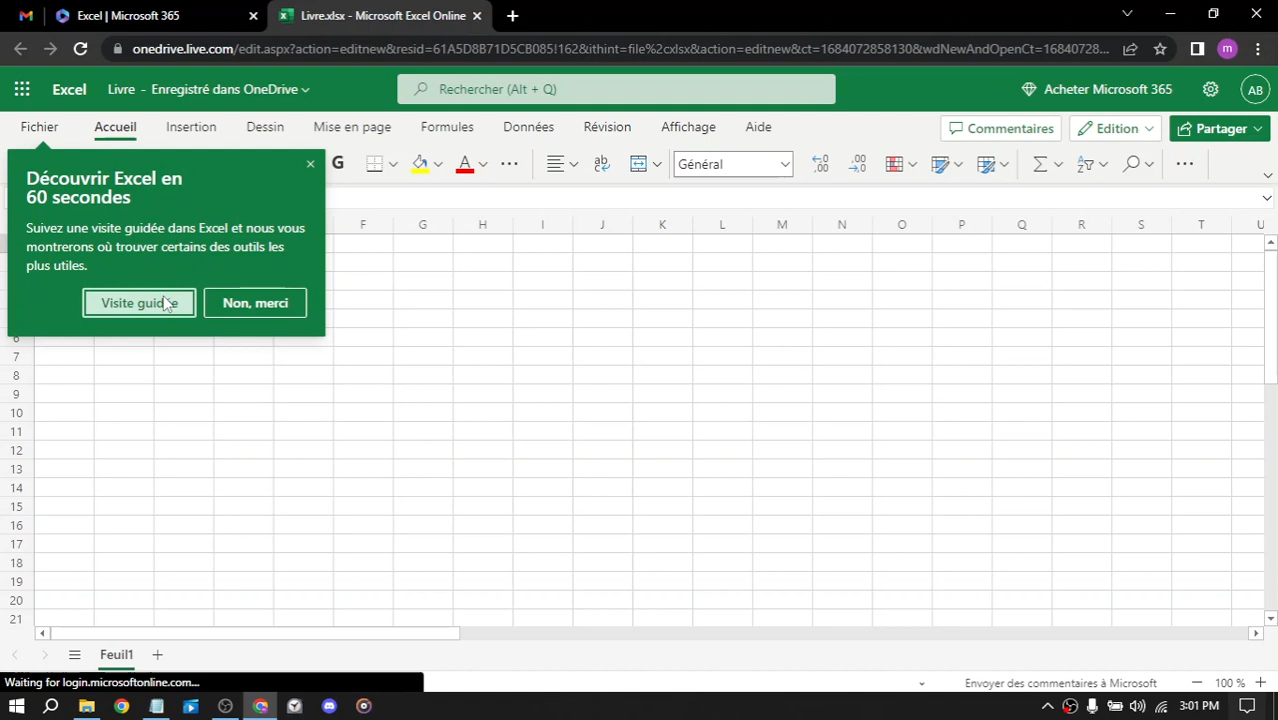 Excel | Microsoft 365
Livre.xlsx - Microsoft Excel Online
onedrive.live.com/edit.aspx?action=editnew&resid=61A5D8B71D5CB085!162&ithint=file%2cxlsx&action=editnew&ct=1684072858130&wdNewAndOpenCt=16840728...
m
Excel Livre - Enregistré dans OneDrive
Rechercher (Alt + Q)
Acheter Microsoft 365
AB
Fichier Accueil Insertion Dessin Mise en page Formules Données Révision Affichage Aide
Commentaires Edition Partager
G A Général
Découvrir Excel en
60 secondes
Suivez une visite guidée dans Excel et nous vous
montrerons où trouver certains des outils les
plus utiles.
Visite guidée Non, merci
F G H I J K L M N O P Q R S T U
6
7
8
9
10
11
12
13
14
15
16
17
18
19
20
21
Feuil1
Waiting for login.microsoftonline.com...
Envoyer des commentaires à Microsoft
100 %
3:01 PM